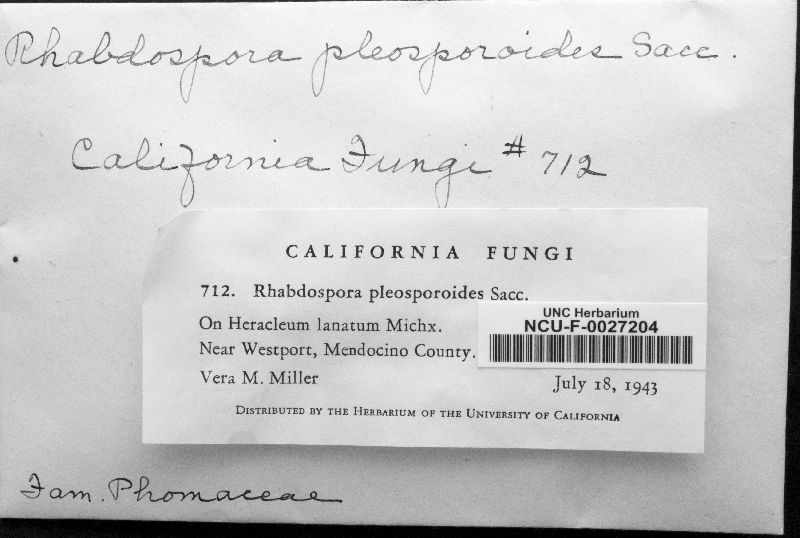 Rhabdospora pleosporoides Sacc.
California Fungi # 712
CALIFORNIA FUNGI
712. Rhabdospora pleosporoides Sacc.
On Heracleum lanatum Michx.
Near Westport, Mendocino County.
Vera M. Miller
July 18, 1943
DISTRIBUTED BY THE HERBARIUM OF THE UNIVERSITY OF CALIFORNIA
UNC Herbarium
NCU-F-0027204
Fam. Phomaceae